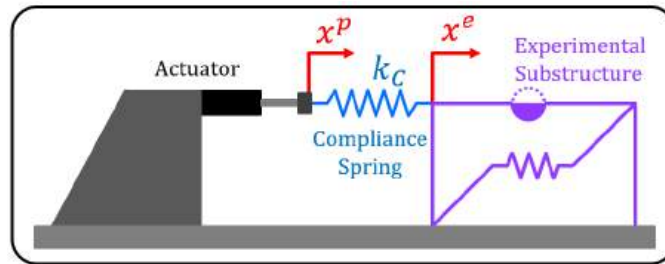 x^p
x^e
Experimental
Substructure
Actuator
k_C
Compliance
Spring